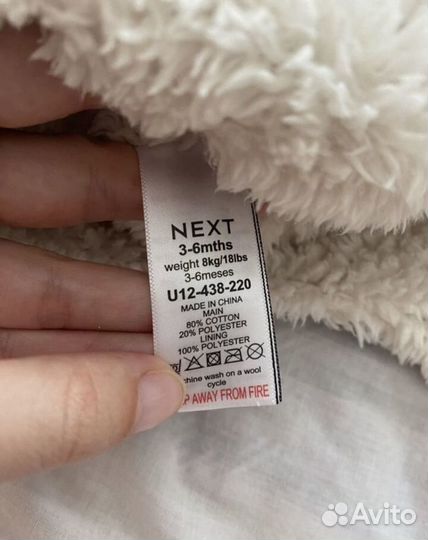 NEXT
3-6mths
weight 8kg/18lbs
3-6meses
U12-438-220
MADE IN CHINA
MAIN
80% COTTON
20% POLYESTER
LINING
100% POLYESTER
wash on a wool
cycle
AWAY FROM FIRE
Avito